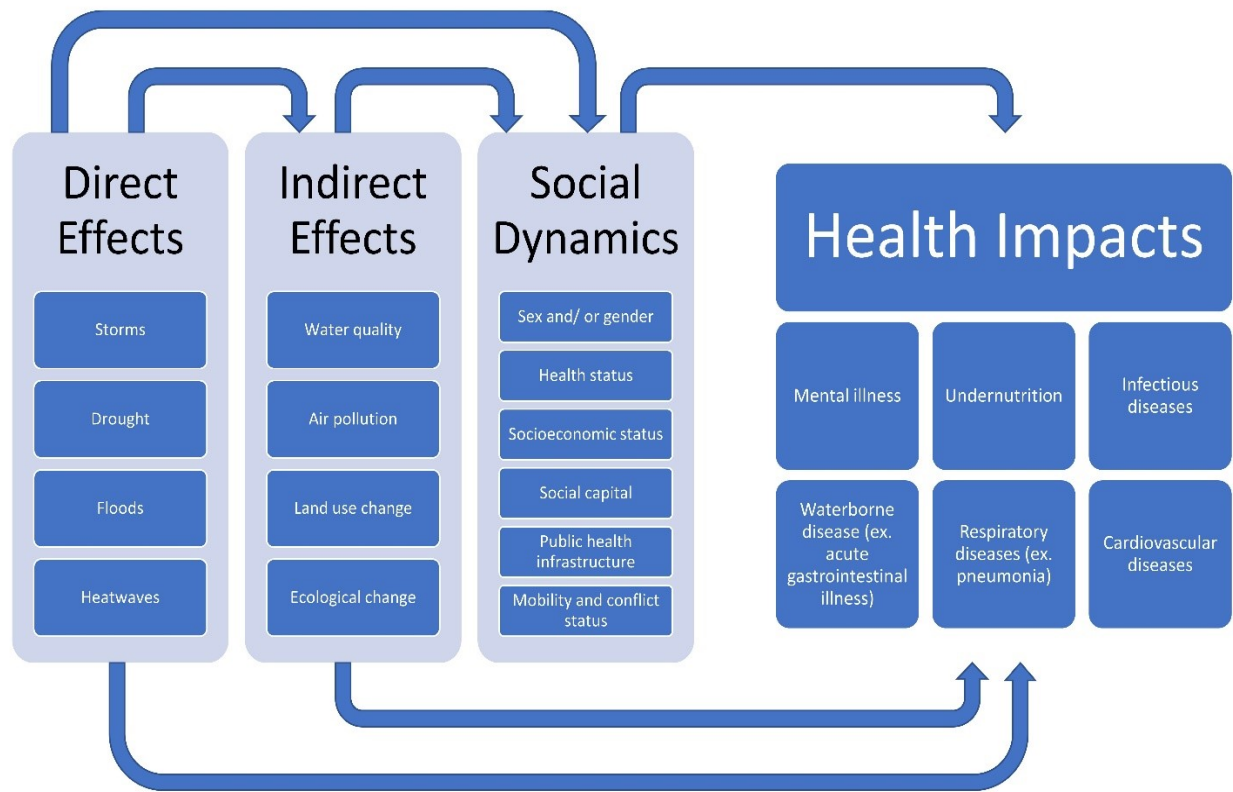 Direct
Effects
Storms
Drought
Floods
Heatwaves
Indirect
Effects
Water quality
Air pollution
Land use change
Ecological change
Social
Dynamics
Sex and/ or gender
Health status
Socioeconomic status
Social capital
Public health
infrastructure
Mobility and conflict
status
Health Impacts
Mental illness
Undernutrition
Infectious
diseases
Waterborne
disease (ex.
acute
gastrointestinal
illness)
Respiratory
diseases (ex.
pneumonia)
Cardiovascular
diseases